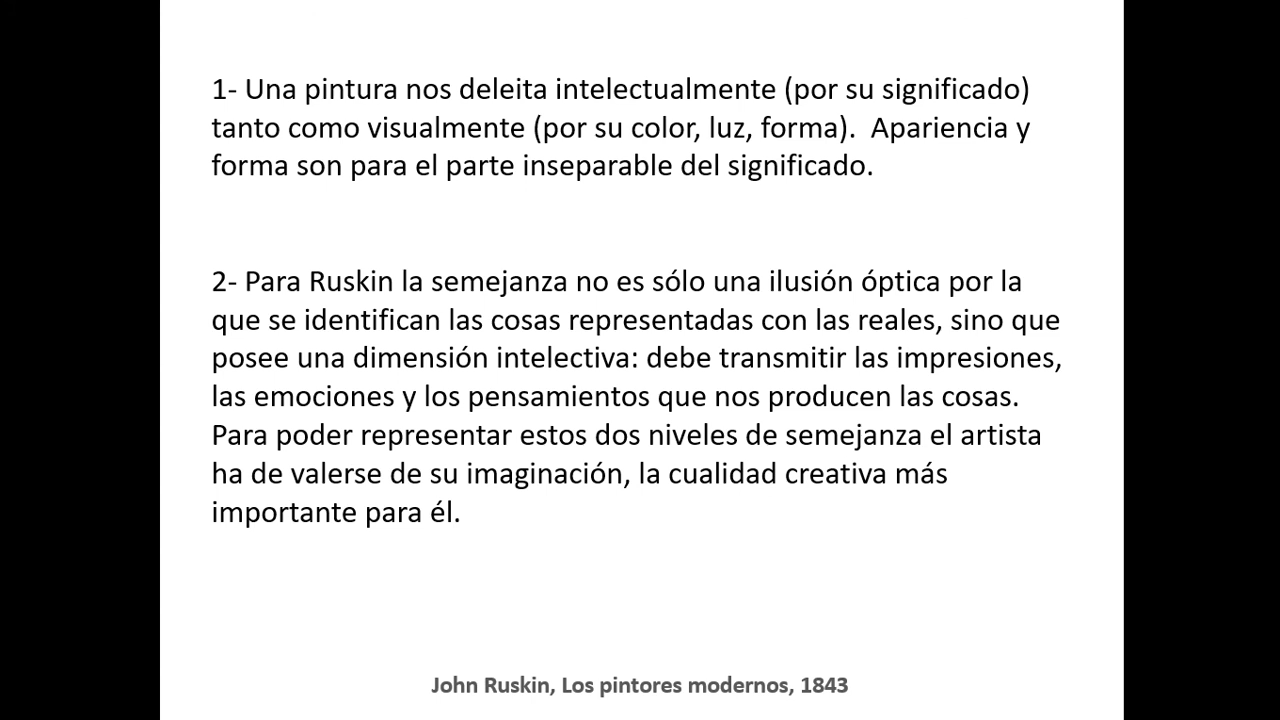 1- Una pintura nos deleita intelectualmente (por su significado)
tanto como visualmente (por su color, luz, forma).  Apariencia y
forma son para el parte inseparable del significado.
2- Para Ruskin la semejanza no es sólo una ilusión óptica por la
que se identifican las cosas representadas con las reales, sino que
posee una dimensión intelectiva: debe transmitir las impresiones,
las emociones y los pensamientos que nos producen las cosas.
Para poder representar estos dos niveles de semejanza el artista
ha de valerse de su imaginación, la cualidad creativa más
importante para él.
John Ruskin, Los pintores modernos, 1843